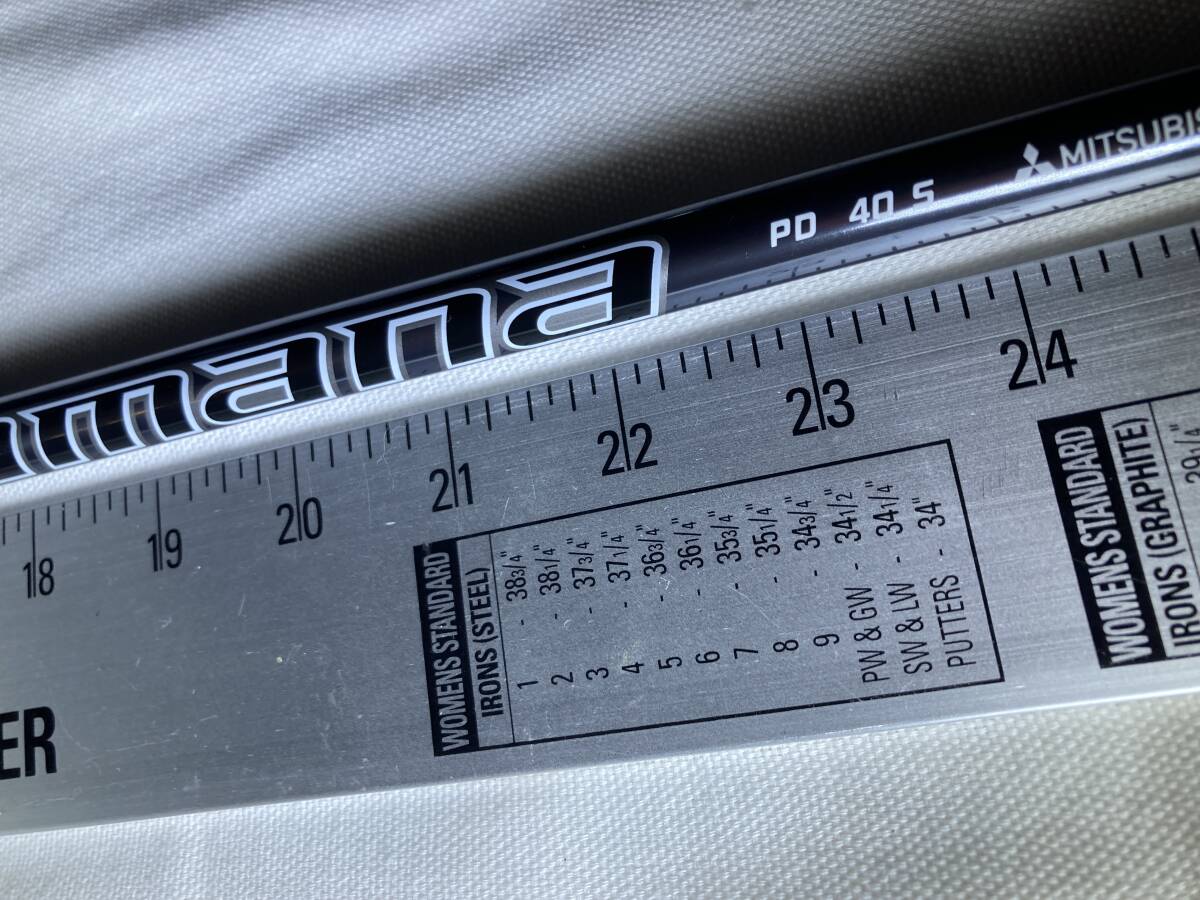 mana PD 40 S MITSUBIS
18 19 20 21 22 23 24
ER
WOMENS STANDARD
IRONS (STEEL)
1 - 38 3/4"
2 - 38 1/4"
3 - 37 3/4"
4 - 37 1/4"
5 - 36 3/4"
6 - 36 1/4"
7 - 35 3/4"
8 - 35 1/4"
9 - 34 3/4"
PW & GW - 34 1/2"
SW & LW - 34 1/4"
PUTTERS - 34"
WOMENS STANDARD
IRONS (GRAPHITE)
39 1/4